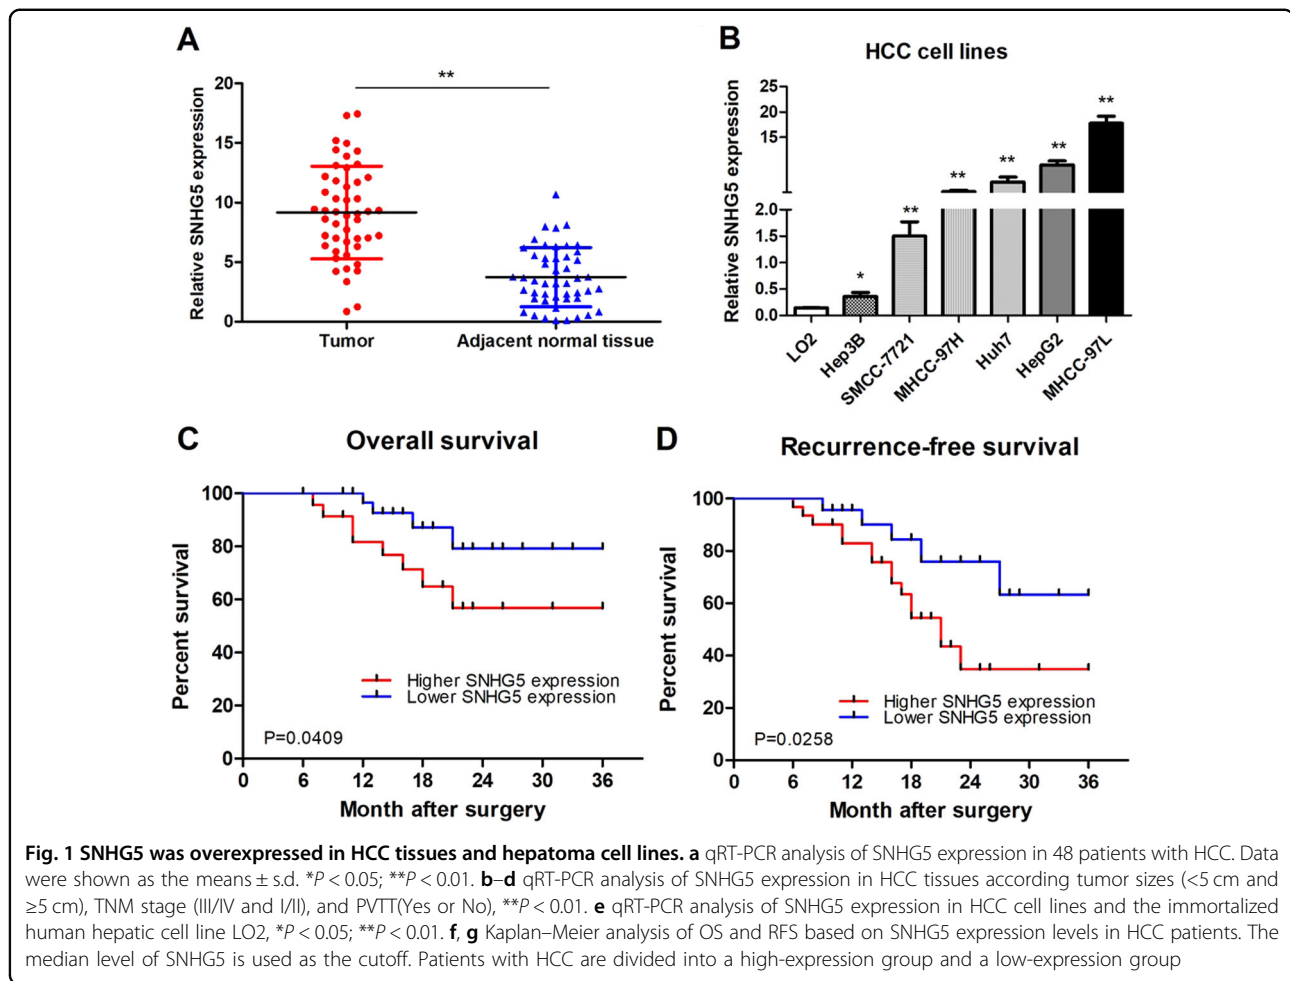 A
**
Relative SNHG5 expression
20
15
10
5
0
Tumor
Adjacent normal tissue
B
HCC cell lines
Relative SNHG5 expression
25
20
15
2.0
1.5
1.0
0.5
0.0
*
**
**
**
**
**
LO2
Hep3B
SMCC-7721
MHCC-97H
Huh7
HepG2
MHCC-97L
C
Overall survival
Percent survival
100
80
60
40
20
0
Higher SNHG5 expression
Lower SNHG5 expression
P=0.0409
0 6 12 18 24 30 36
Month after surgery
D
Recurrence-free survival
Percent survival
100
80
60
40
20
0
Higher SNHG5 expression
Lower SNHG5 expression
P=0.0258
0 6 12 18 24 30 36
Month after surgery
Fig. 1 SNHG5 was overexpressed in HCC tissues and hepatoma cell lines. a qRT-PCR analysis of SNHG5 expression in 48 patients with HCC. Data
were shown as the means ± s.d. *P < 0.05; **P < 0.01. b–d qRT-PCR analysis of SNHG5 expression in HCC tissues according tumor sizes (<5 cm and
≥5 cm), TNM stage (III/IV and I/II), and PVTT(Yes or No), **P < 0.01. e qRT-PCR analysis of SNHG5 expression in HCC cell lines and the immortalized
human hepatic cell line LO2, *P < 0.05; **P < 0.01. f, g Kaplan–Meier analysis of OS and RFS based on SNHG5 expression levels in HCC patients. The
median level of SNHG5 is used as the cutoff. Patients with HCC are divided into a high-expression group and a low-expression group